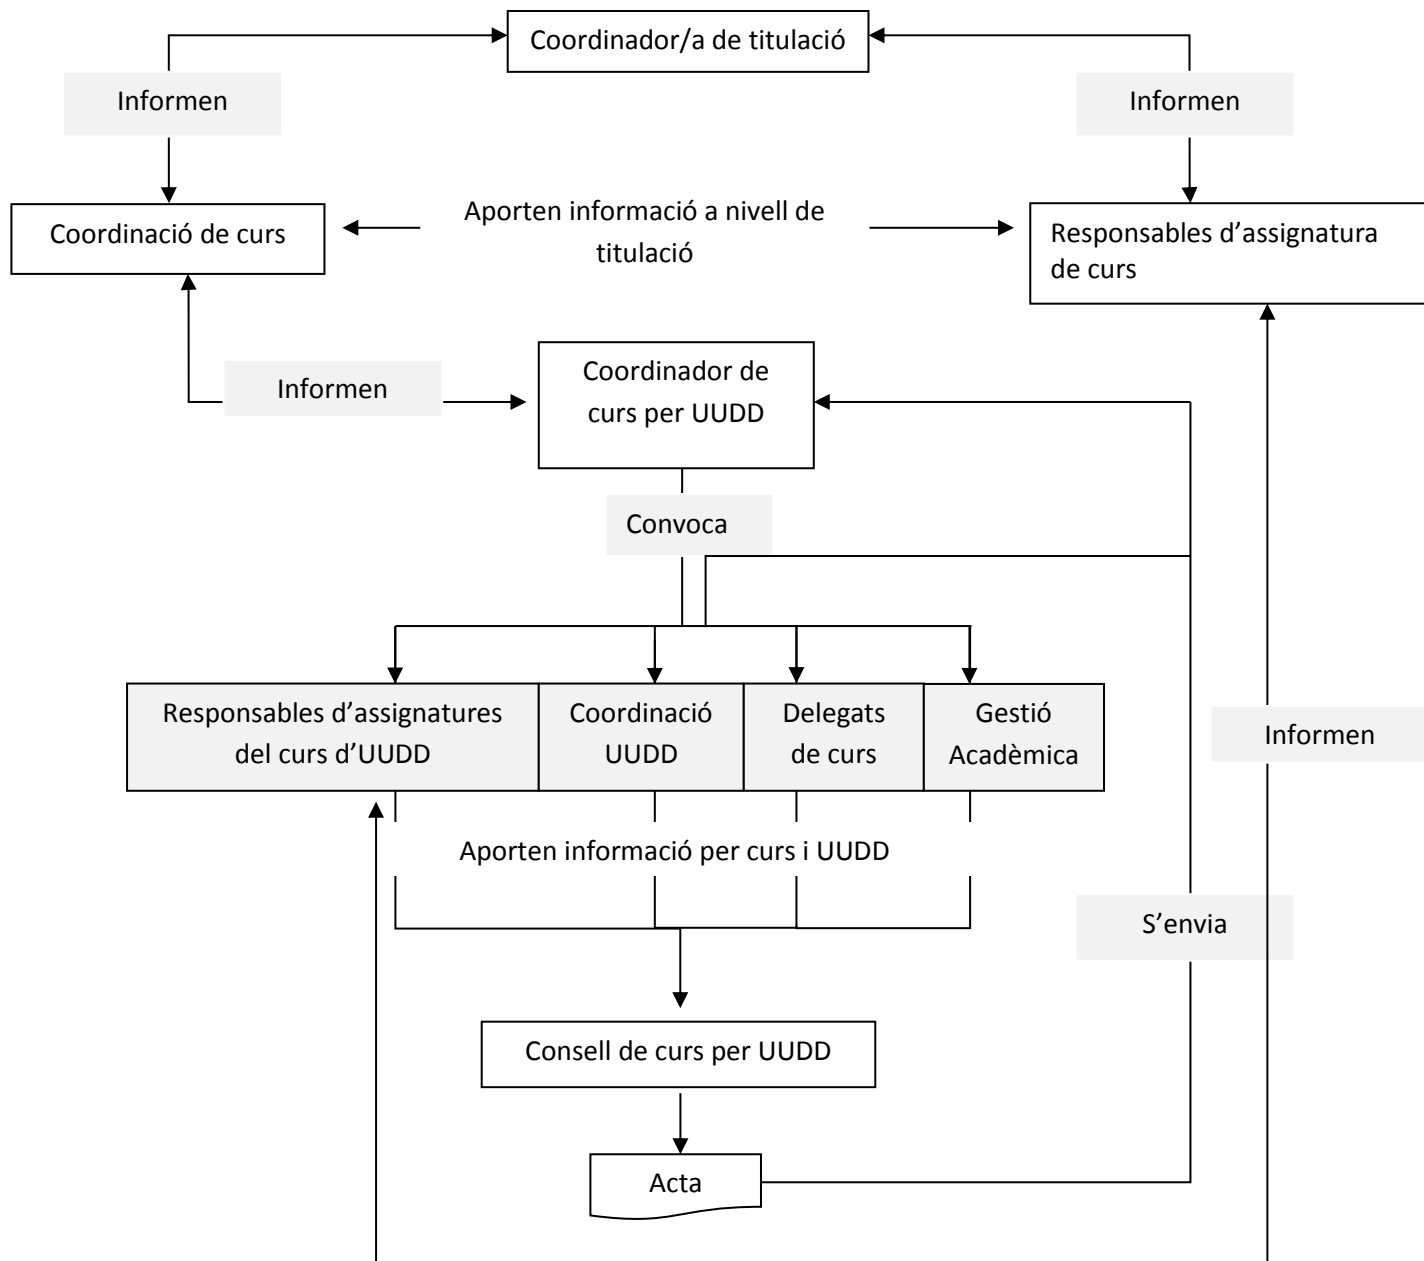 Coordinador/a de titulació
Informen
Informen
Coordinació de curs
Aporten informació a nivell de
titulació
Responsables d’assignatura
de curs
Informen
Coordinador de
curs per UUDD
Convoca
Responsables d’assignatures
del curs d’UUDD
Coordinació
UUDD
Delegats
de curs
Gestió
Acadèmica
Informen
Aporten informació per curs i UUDD
S’envia
Consell de curs per UUDD
Acta